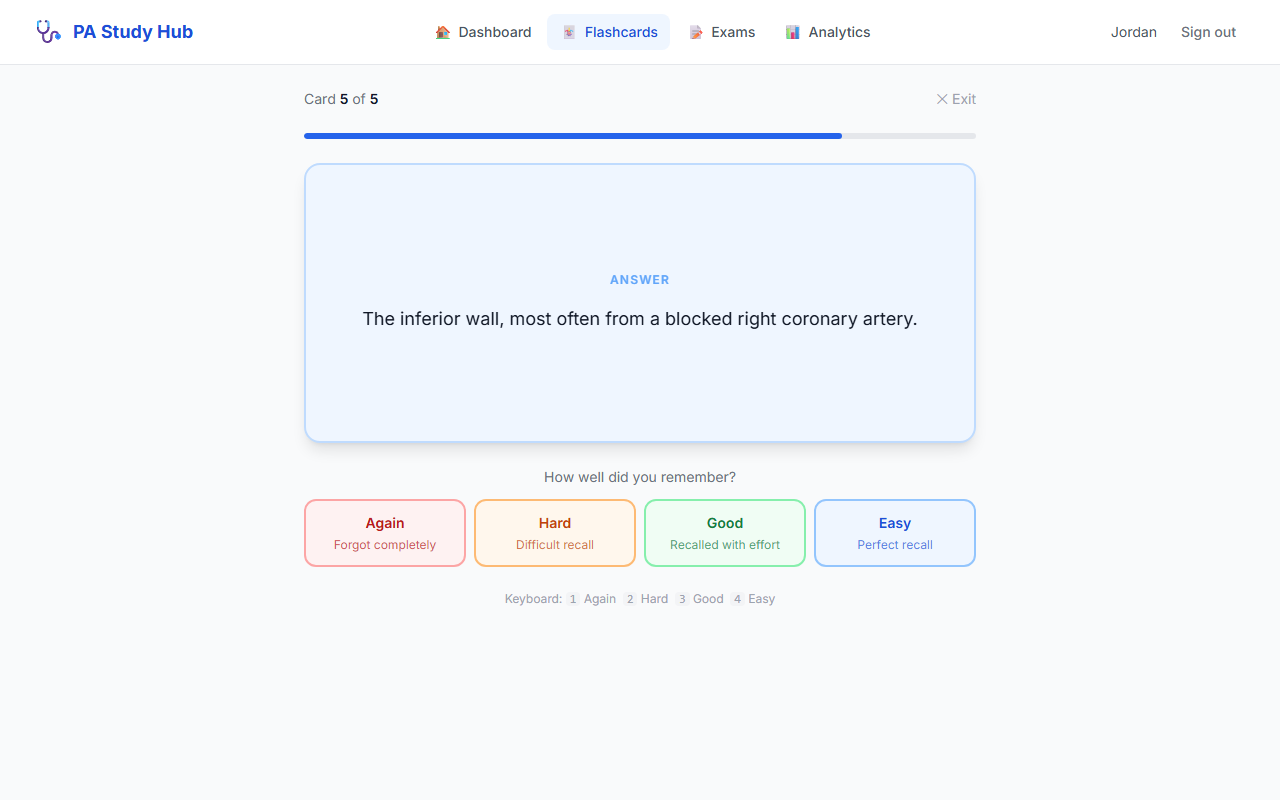 PA Study Hub
Dashboard
Flashcards
Exams
Analytics
Jordan
Sign out
Card 5 of 5
Exit
ANSWER
The inferior wall, most often from a blocked right coronary artery.
How well did you remember?
Again
Forgot completely
Hard
Difficult recall
Good
Recalled with effort
Easy
Perfect recall
Keyboard: 1 Again 2 Hard 3 Good 4 Easy